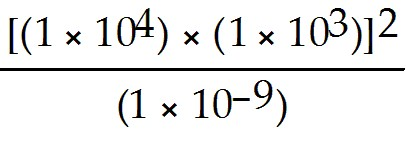 [(1 × 10⁴) × (1 × 10³)]²
(1 × 10⁻⁹)